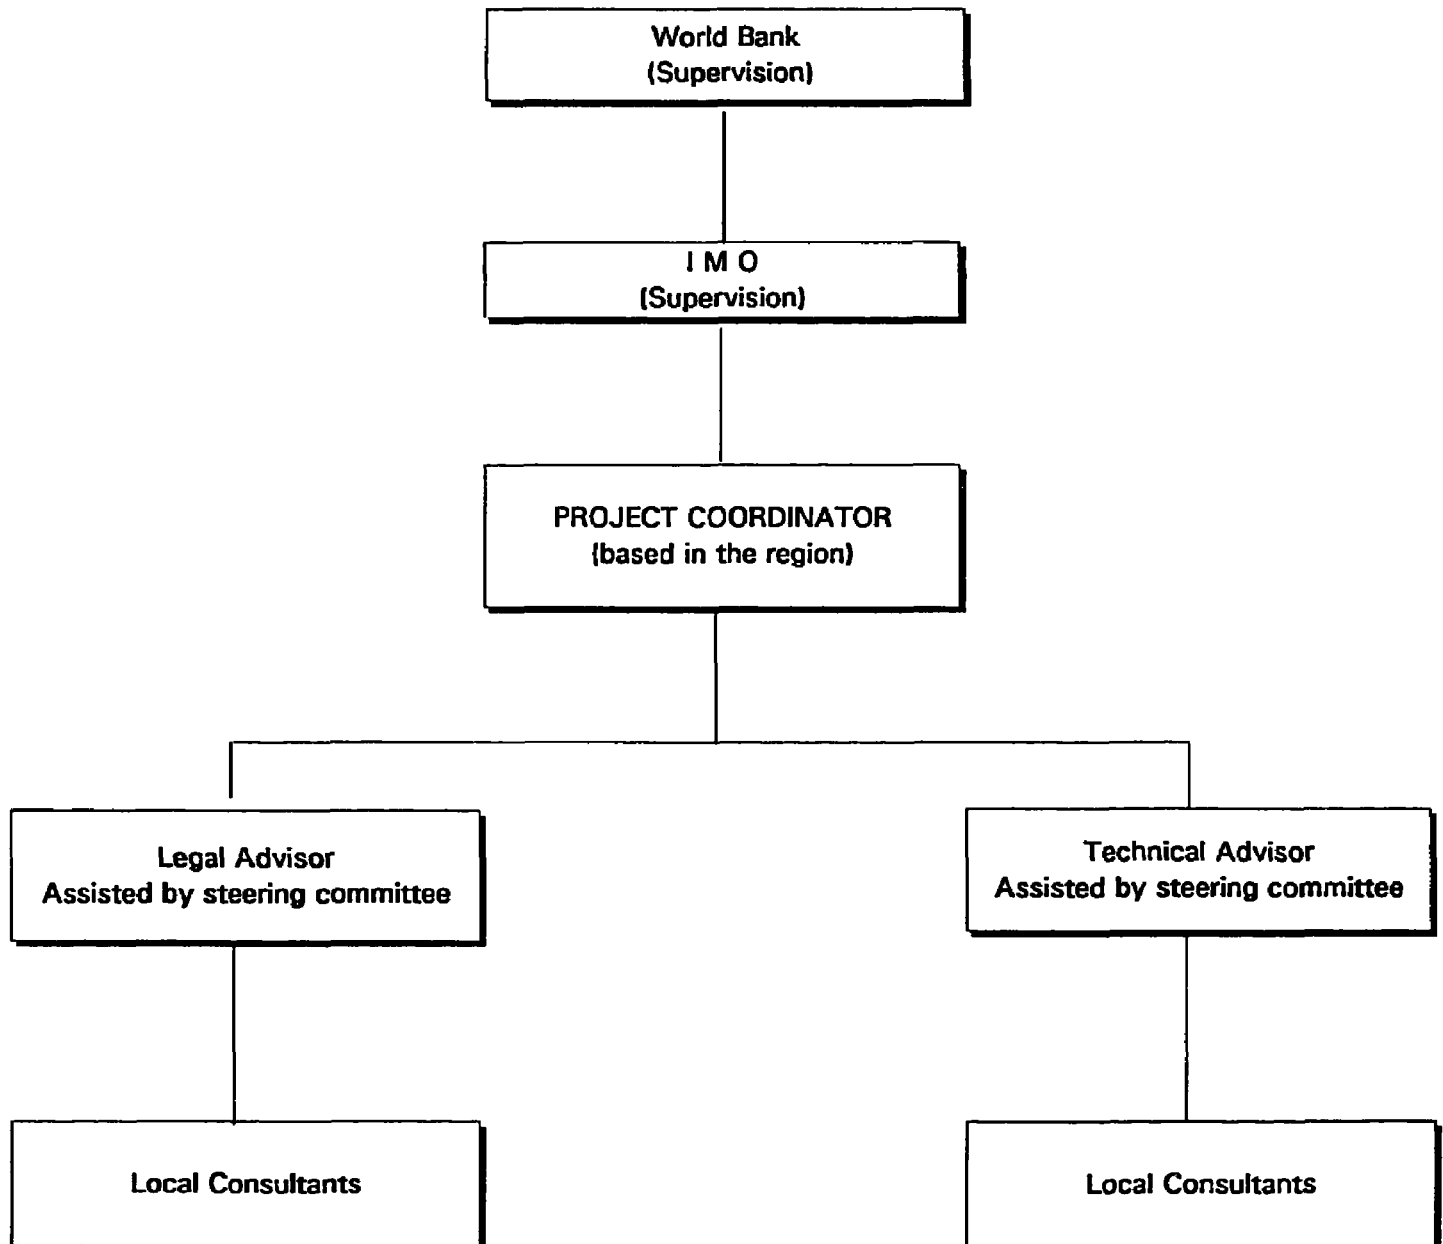 World Bank
(Supervision)
I M O
(Supervision)
PROJECT COORDINATOR
(based in the region)
Legal Advisor
Assisted by steering committee
Technical Advisor
Assisted by steering committee
Local Consultants
Local Consultants